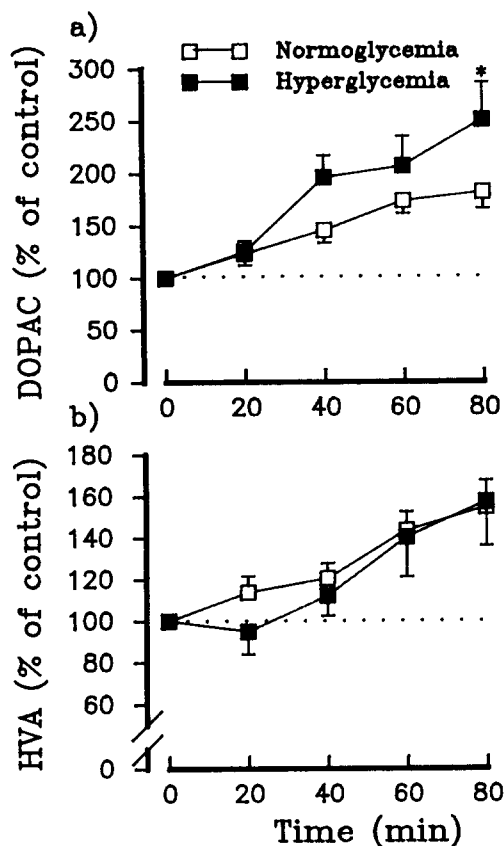 a)
Normoglycemia
Hyperglycemia
300
250
200
150
100
50
0
*
DOPAC (% of control)
0 20 40 60 80
b)
180
160
140
120
100
80
60
0
HVA (% of control)
0 20 40 60 80
Time (min)